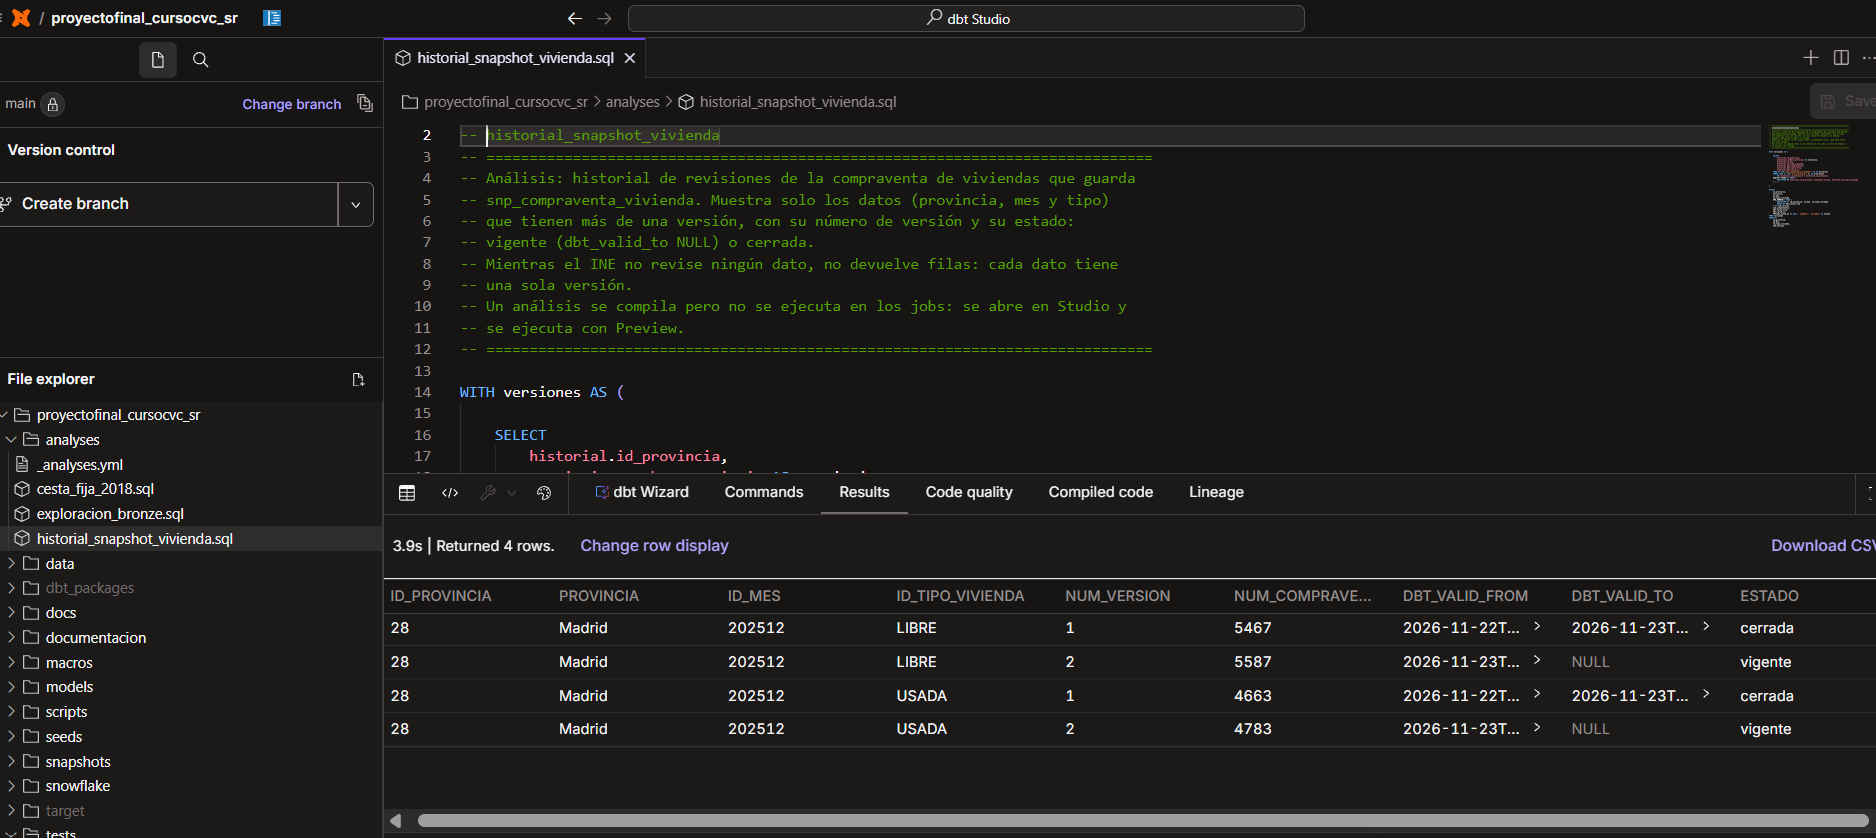 / proyectofinal_cursocvc_sr
dbt Studio
historial_snapshot_vivienda.sql
main
Change branch
proyectofinal_cursocvc_sr > analyses > historial_snapshot_vivienda.sql
Save
Version control
Create branch
2 -- historial_snapshot_vivienda
3 -- ============================================================================
4 -- Análisis: historial de revisiones de la compraventa de viviendas que guarda
5 -- snp_compraventa_vivienda. Muestra solo los datos (provincia, mes y tipo)
6 -- que tienen más de una versión, con su número de versión y su estado:
7 -- vigente (dbt_valid_to NULL) o cerrada.
8 -- Mientras el INE no revise ningún dato, no devuelve filas: cada dato tiene
9 -- una sola versión.
10 -- Un análisis se compila pero no se ejecuta en los jobs: se abre en Studio y
11 -- se ejecuta con Preview.
12 -- ============================================================================
13
14 WITH versiones AS (
15
16 SELECT
17 historial.id_provincia,
File explorer
proyectofinal_cursocvc_sr
analyses
_analyses.yml
cesta_fija_2018.sql
exploracion_bronze.sql
historial_snapshot_vivienda.sql
data
dbt_packages
docs
documentacion
macros
models
scripts
seeds
snapshots
snowflake
target
tests
dbt Wizard Commands Results Code quality Compiled code Lineage
3.9s | Returned 4 rows. Change row display Download CSV
ID_PROVINCIA PROVINCIA ID_MES ID_TIPO_VIVIENDA NUM_VERSION NUM_COMPRAVE... DBT_VALID_FROM DBT_VALID_TO ESTADO
28 Madrid 202512 LIBRE 1 5467 2026-11-22T... > 2026-11-23T... > cerrada
28 Madrid 202512 LIBRE 2 5587 2026-11-23T... > NULL vigente
28 Madrid 202512 USADA 1 4663 2026-11-22T... > 2026-11-23T... > cerrada
28 Madrid 202512 USADA 2 4783 2026-11-23T... > NULL vigente